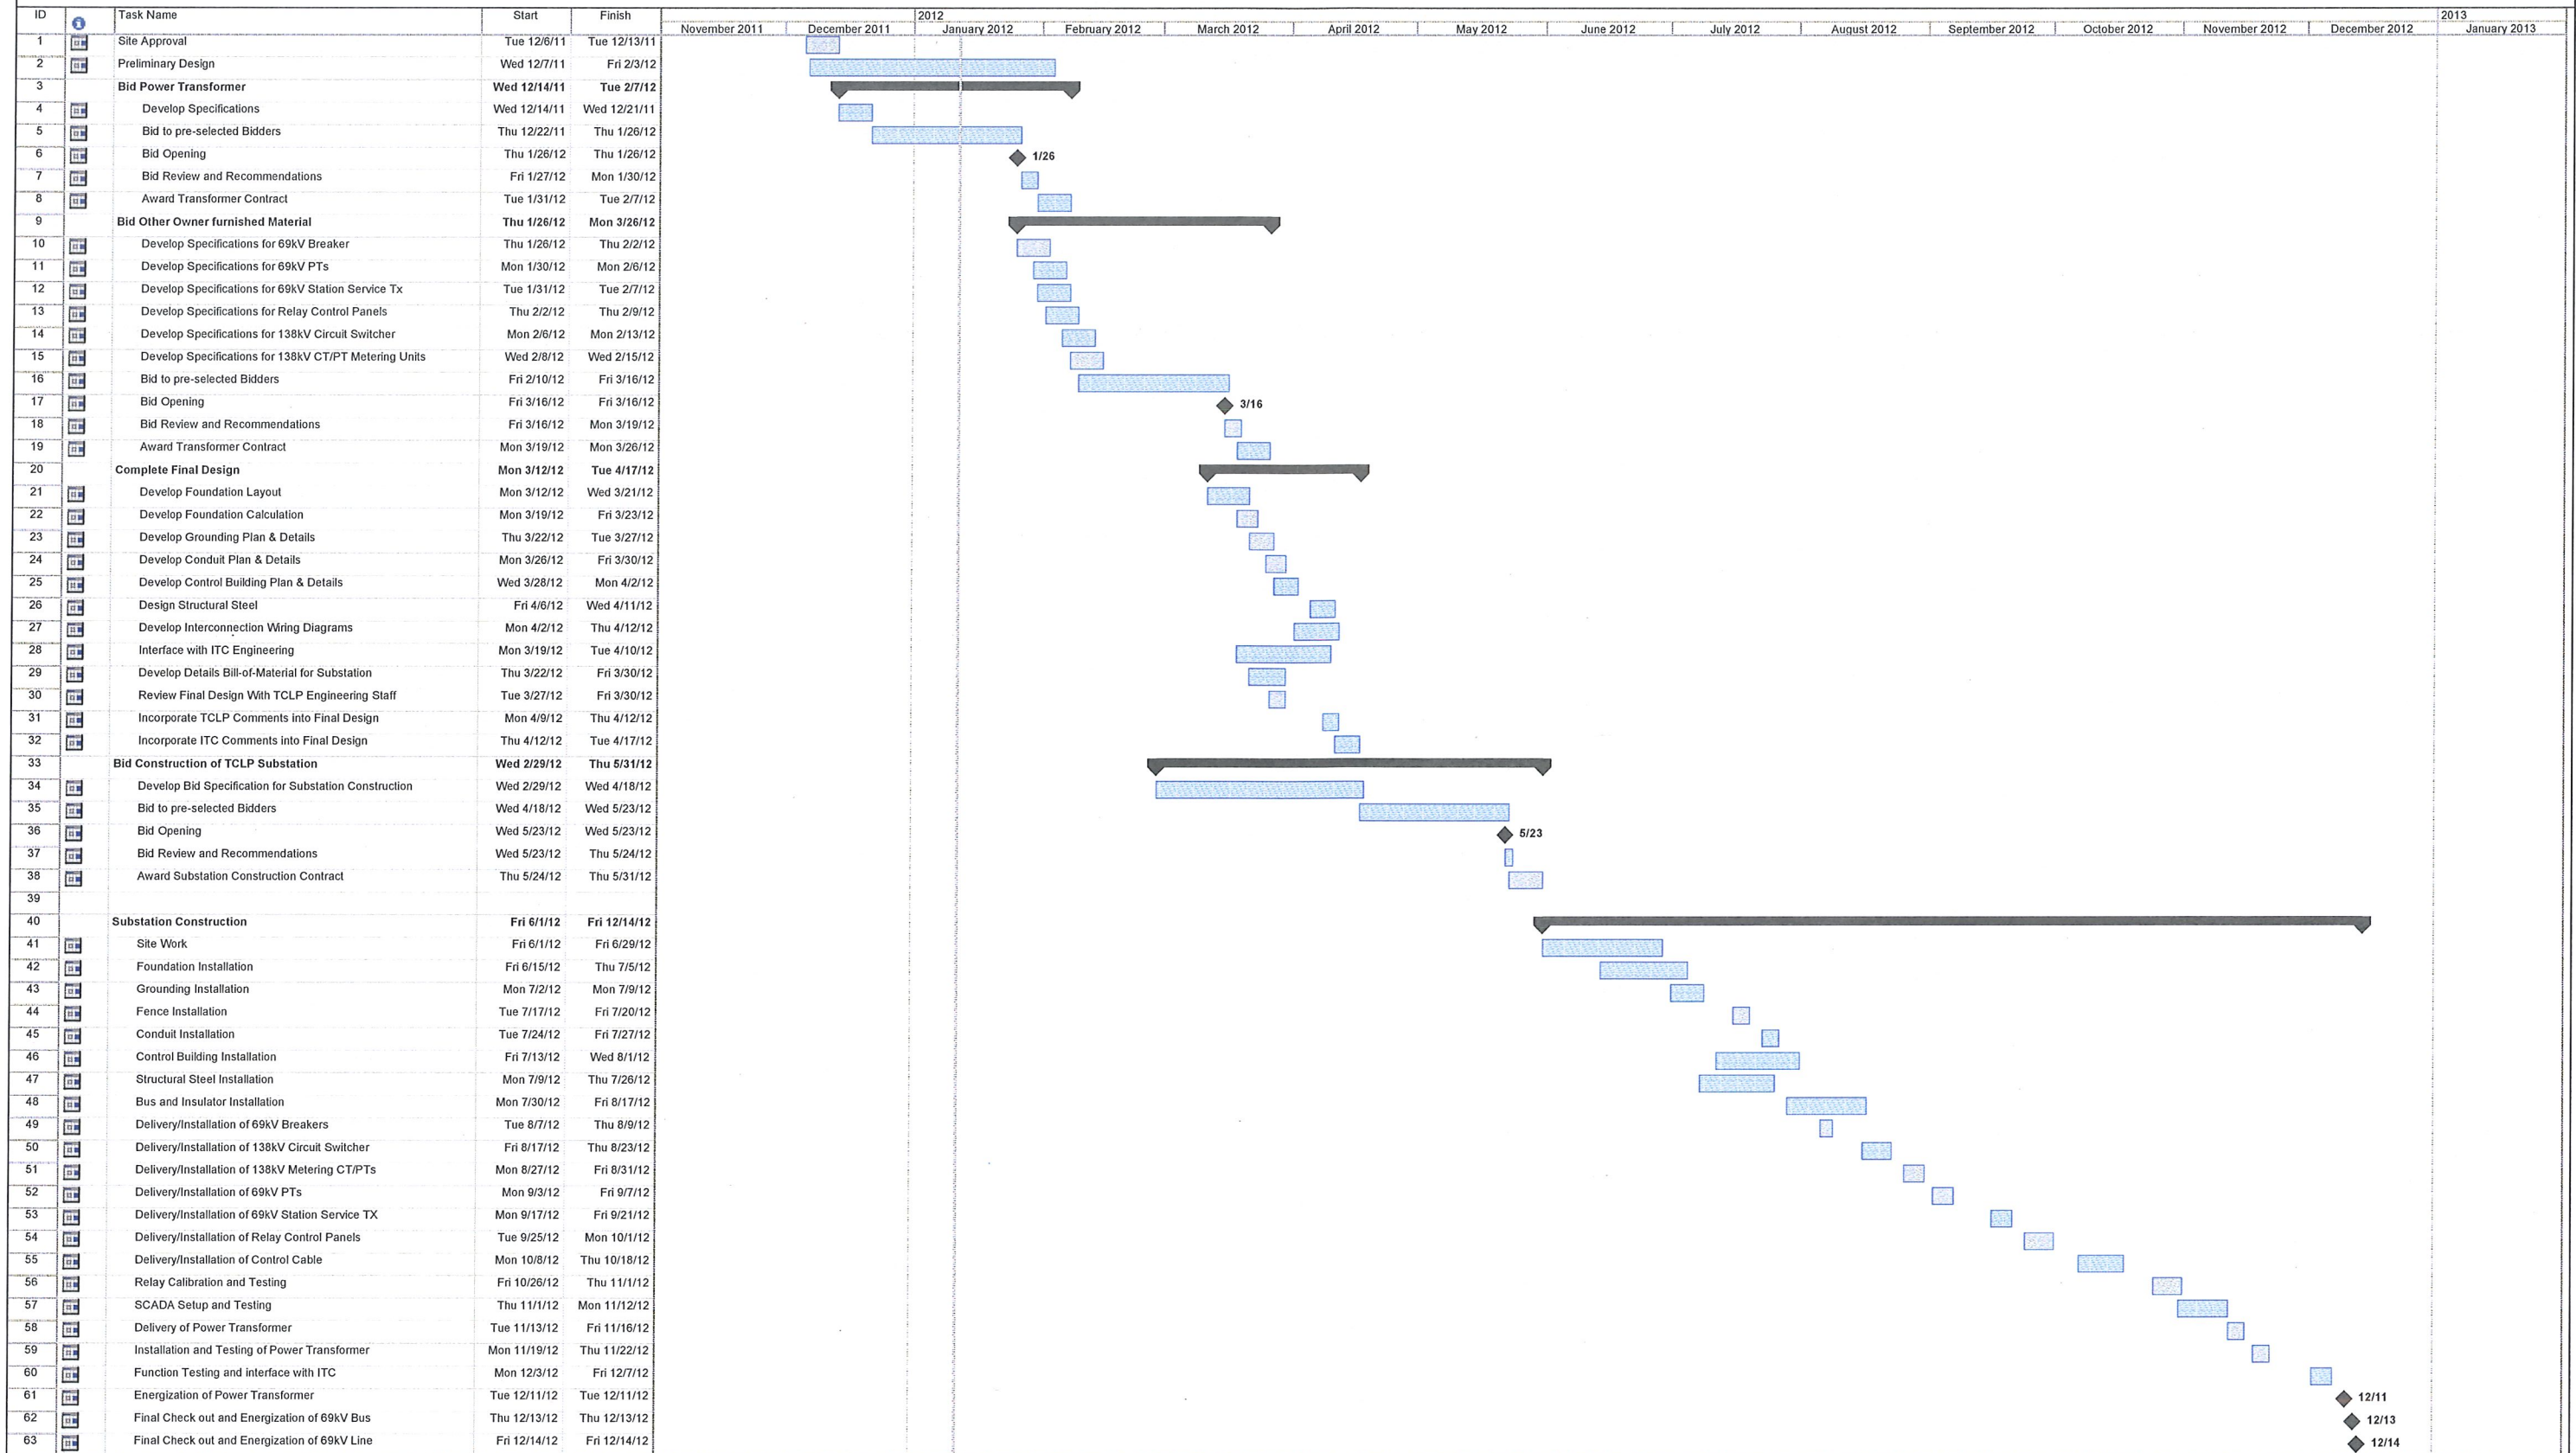 ID Task Name Start Finish 2012 2013
November 2011 December 2011 January 2012 February 2012 March 2012 April 2012 May 2012 June 2012 July 2012 August 2012 September 2012 October 2012 November 2012 December 2012 January 2013
1 Site Approval Tue 12/6/11 Tue 12/13/11
2 Preliminary Design Wed 12/7/11 Fri 2/3/12
3 Bid Power Transformer Wed 12/14/11 Tue 2/7/12
4 Develop Specifications Wed 12/14/11 Wed 12/21/11
5 Bid to pre-selected Bidders Thu 12/22/11 Thu 1/26/12
6 Bid Opening Thu 1/26/12 Thu 1/26/12 1/26
7 Bid Review and Recommendations Fri 1/27/12 Mon 1/30/12
8 Award Transformer Contract Tue 1/31/12 Tue 2/7/12
9 Bid Other Owner furnished Material Thu 1/26/12 Mon 3/26/12
10 Develop Specifications for 69kV Breaker Thu 1/26/12 Thu 2/2/12
11 Develop Specifications for 69kV PTs Mon 1/30/12 Mon 2/6/12
12 Develop Specifications for 69kV Station Service Tx Tue 1/31/12 Tue 2/7/12
13 Develop Specifications for Relay Control Panels Thu 2/2/12 Thu 2/9/12
14 Develop Specifications for 138kV Circuit Switcher Mon 2/6/12 Mon 2/13/12
15 Develop Specifications for 138kV CT/PT Metering Units Wed 2/8/12 Wed 2/15/12
16 Bid to pre-selected Bidders Fri 2/10/12 Fri 3/16/12
17 Bid Opening Fri 3/16/12 Fri 3/16/12 3/16
18 Bid Review and Recommendations Fri 3/16/12 Mon 3/19/12
19 Award Transformer Contract Mon 3/19/12 Mon 3/26/12
20 Complete Final Design Mon 3/12/12 Tue 4/17/12
21 Develop Foundation Layout Mon 3/12/12 Wed 3/21/12
22 Develop Foundation Calculation Mon 3/19/12 Fri 3/23/12
23 Develop Grounding Plan & Details Thu 3/22/12 Tue 3/27/12
24 Develop Conduit Plan & Details Mon 3/26/12 Fri 3/30/12
25 Develop Control Building Plan & Details Wed 3/28/12 Mon 4/2/12
26 Design Structural Steel Fri 4/6/12 Wed 4/11/12
27 Develop Interconnection Wiring Diagrams Mon 4/2/12 Thu 4/12/12
28 Interface with ITC Engineering Mon 3/19/12 Tue 4/10/12
29 Develop Details Bill-of-Material for Substation Thu 3/22/12 Fri 3/30/12
30 Review Final Design With TCLP Engineering Staff Tue 3/27/12 Fri 3/30/12
31 Incorporate TCLP Comments into Final Design Mon 4/9/12 Thu 4/12/12
32 Incorporate ITC Comments into Final Design Thu 4/12/12 Tue 4/17/12
33 Bid Construction of TCLP Substation Wed 2/29/12 Thu 5/31/12
34 Develop Bid Specification for Substation Construction Wed 2/29/12 Wed 4/18/12
35 Bid to pre-selected Bidders Wed 4/18/12 Wed 5/23/12
36 Bid Opening Wed 5/23/12 Wed 5/23/12 5/23
37 Bid Review and Recommendations Wed 5/23/12 Thu 5/24/12
38 Award Substation Construction Contract Thu 5/24/12 Thu 5/31/12
39
40 Substation Construction Fri 6/1/12 Fri 12/14/12
41 Site Work Fri 6/1/12 Fri 6/29/12
42 Foundation Installation Fri 6/15/12 Thu 7/5/12
43 Grounding Installation Mon 7/2/12 Mon 7/9/12
44 Fence Installation Tue 7/17/12 Fri 7/20/12
45 Conduit Installation Tue 7/24/12 Fri 7/27/12
46 Control Building Installation Fri 7/13/12 Wed 8/1/12
47 Structural Steel Installation Mon 7/9/12 Thu 7/26/12
48 Bus and Insulator Installation Mon 7/30/12 Fri 8/17/12
49 Delivery/Installation of 69kV Breakers Tue 8/7/12 Thu 8/9/12
50 Delivery/Installation of 138kV Circuit Switcher Fri 8/17/12 Thu 8/23/12
51 Delivery/Installation of 138kV Metering CT/PTs Mon 8/27/12 Fri 8/31/12
52 Delivery/Installation of 69kV PTs Mon 9/3/12 Fri 9/7/12
53 Delivery/Installation of 69kV Station Service TX Mon 9/17/12 Fri 9/21/12
54 Delivery/Installation of Relay Control Panels Tue 9/25/12 Mon 10/1/12
55 Delivery/Installation of Control Cable Mon 10/8/12 Thu 10/18/12
56 Relay Calibration and Testing Fri 10/26/12 Thu 11/1/12
57 SCADA Setup and Testing Thu 11/1/12 Mon 11/12/12
58 Delivery of Power Transformer Tue 11/13/12 Fri 11/16/12
59 Installation and Testing of Power Transformer Mon 11/19/12 Thu 11/22/12
60 Function Testing and interface with ITC Mon 12/3/12 Fri 12/7/12
61 Energization of Power Transformer Tue 12/11/12 Tue 12/11/12 12/11
62 Final Check out and Energization of 69kV Bus Thu 12/13/12 Thu 12/13/12 12/13
63 Final Check out and Energization of 69kV Line Fri 12/14/12 Fri 12/14/12 12/14